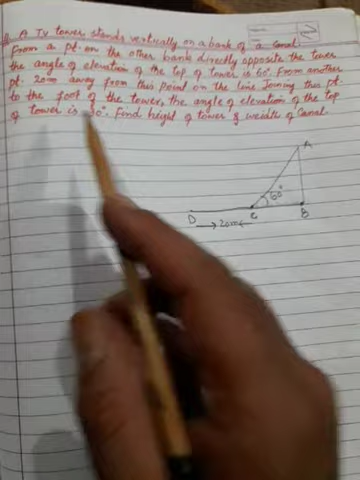 A Tv tower stands vertically on a bank of a canal.
From a pt. on the other bank directly opposite the tower
the angle of elevation of the top of tower is 60°. From another
pt. 20m away from this point on the line Joining this pt.
to the foot of the tower, the angle of elevation of the top
of tower is 30°. Find height of tower & width of Canal.
A
60°
D
C
B
20m